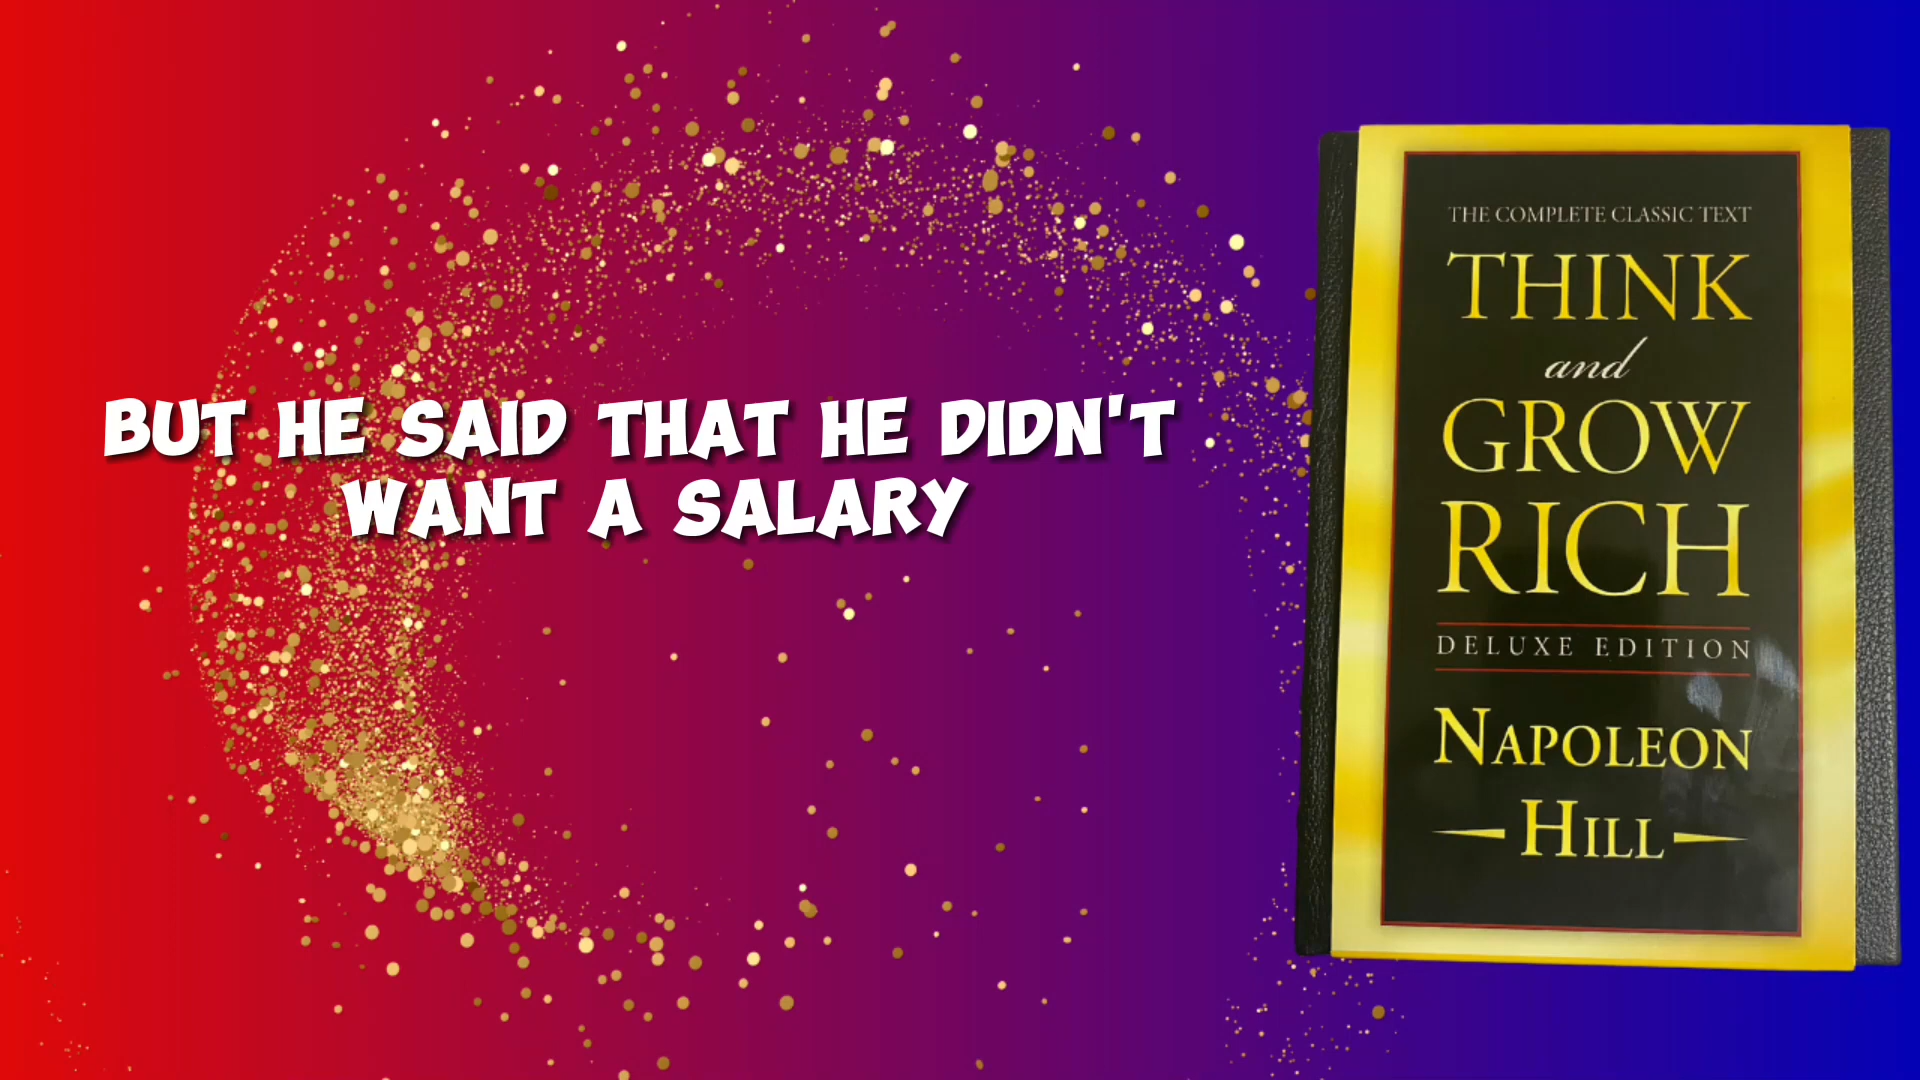 BUT HE SAID THAT HE DIDN'T
WANT A SALARY
THE COMPLETE CLASSIC TEXT
THINK
and
GROW
RICH
DELUXE EDITION
NAPOLEON
HILL